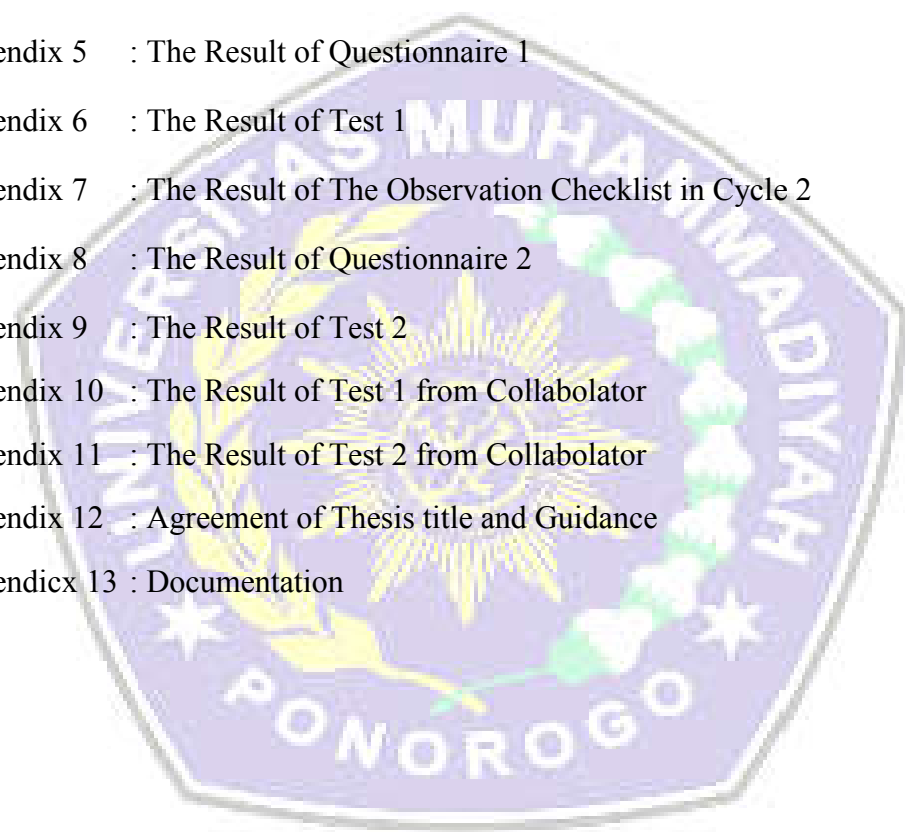 endix 5 : The Result of Questionnaire 1
endix 6 : The Result of Test 1
endix 7 : The Result of The Observation Checklist in Cycle 2
endix 8 : The Result of Questionnaire 2
endix 9 : The Result of Test 2
endix 10 : The Result of Test 1 from Collabolator
endix 11 : The Result of Test 2 from Collabolator
endix 12 : Agreement of Thesis title and Guidance
endicx 13 : Documentation
UNIVERSITAS MUHAMMADIYAH
PONOROGO